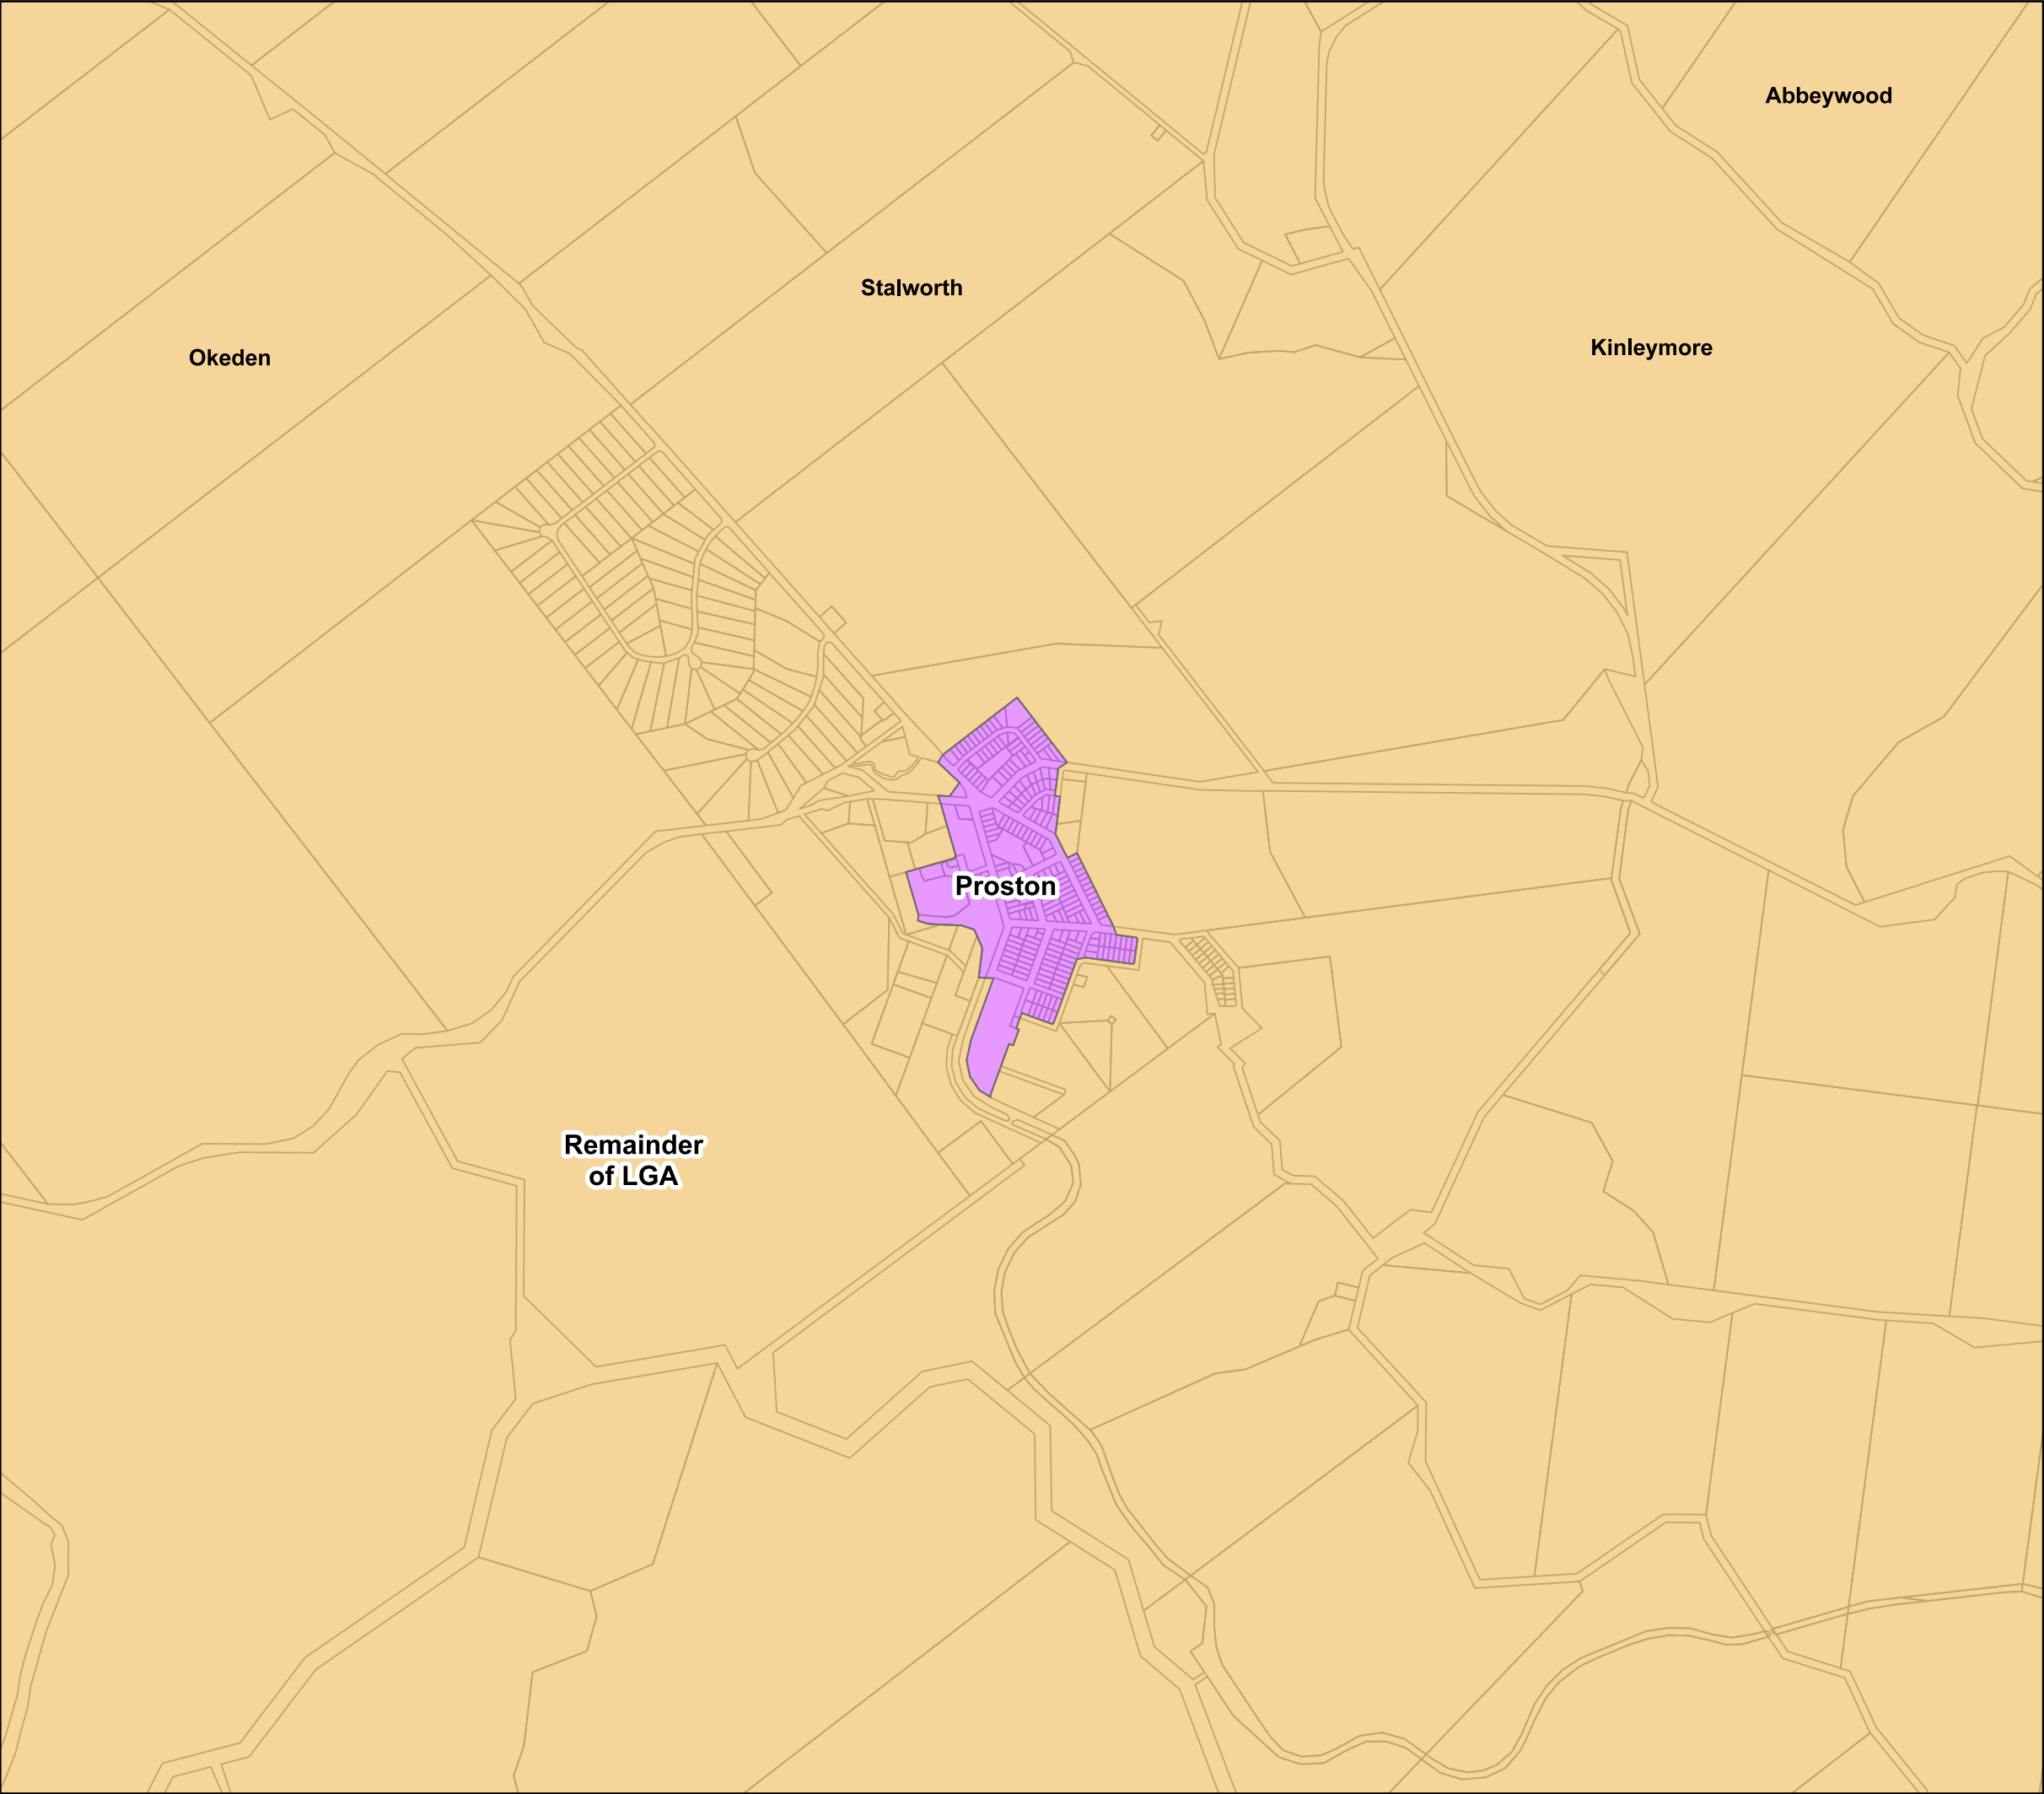 Abbeywood
Stalworth
Kinleymore
Okeden
Proston
Remainder
of LGA